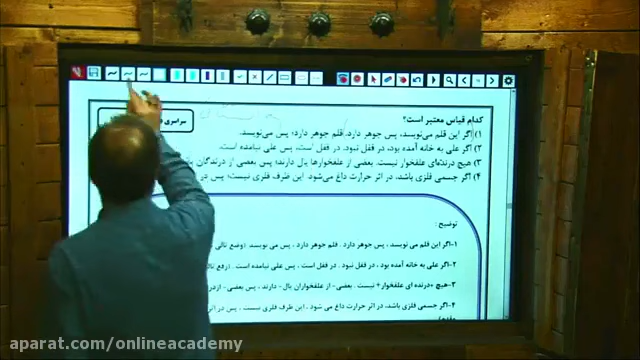 کدام قیاس معتبر است؟
سراسری
۱) اگر این قلم می‌نویسد، پس جوهر دارد. قلم جوهر دارد؛ پس می‌نویسد.
۲) اگر علی به خانه آمده بود، در قفل نبود. در قفل است، پس علی نیامده است.
۳) هیچ درنده‌ای علفخوار نیست. بعضی از علفخوارها بال دارند؛ پس بعضی از درندگان
۴) اگر جسمی فلزی باشد، در اثر حرارت داغ می‌شود. این ظرف فلزی نیست؛ پس در
توضیح:
۱-اگر این قلم می نویسد ، پس جوهر دارد . قلم جوهر دارد ، پس می نویسد (وضع تالی
۲-اگر علی به خانه آمده بود ، در قفل نبود . در قفل است ، پس علی نیامده است . (رفع
۳-هیچ +درنده ای علفخوار+ نیست . بعضی - از علفخواران بال - دارند ، پس بعضی -از
۴-اگر جسمی فلزی باشد، در اثر حرارت داغ می شود . این ظرف فلزی نیست ، پس در اثر
aparat.com/onlineacademy